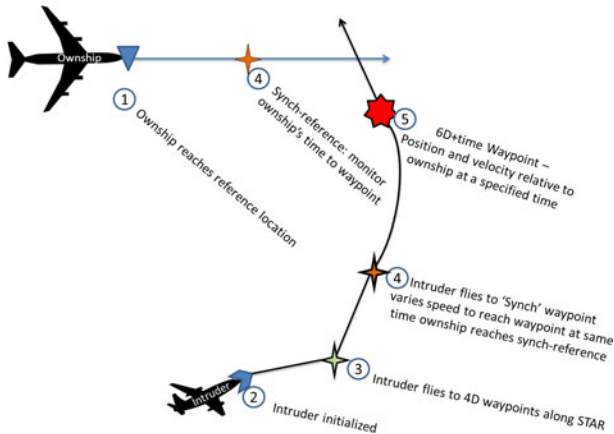 Ownship
1
Ownship reaches reference location
4
Synch-reference: monitor
ownship's time to waypoint
5
6D+time Waypoint –
Position and velocity relative to
ownship at a specified time
4
Intruder flies to 'Synch' waypoint
varies speed to reach waypoint at same
time ownship reaches synch-reference
3
Intruder flies to 4D waypoints along STAR
Intruder
2
Intruder initialized